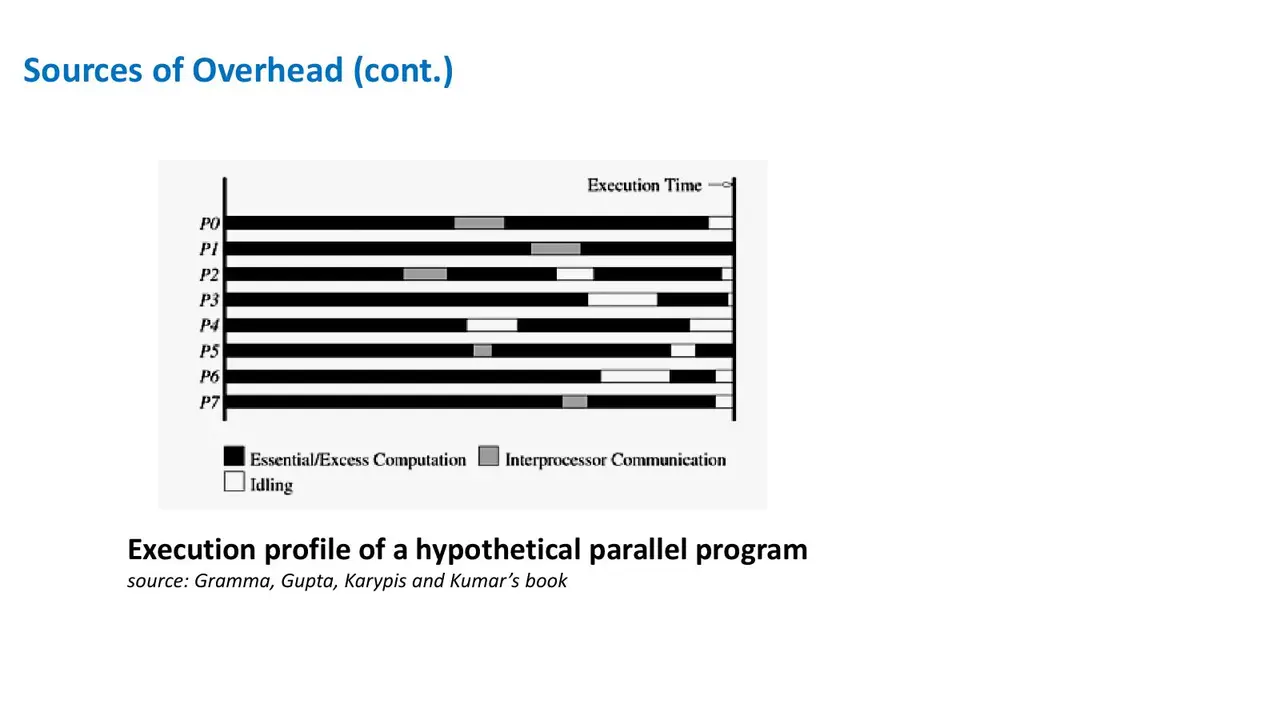 Sources of Overhead (cont.)
Execution Time
P0
P1
P2
P3
P4
P5
P6
P7
Essential/Excess Computation
Interprocessor Communication
Idling
Execution profile of a hypothetical parallel program
source: Gramma, Gupta, Karypis and Kumar’s book